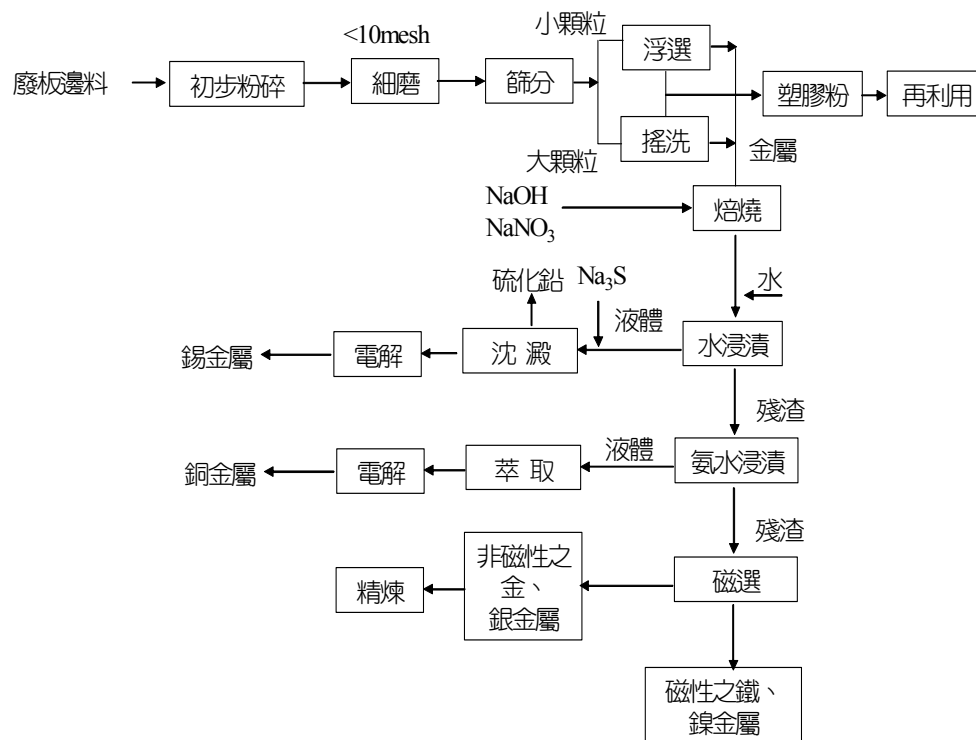 <10mesh
小顆粒
浮選
廢板邊料
初步粉碎
細磨
篩分
塑膠粉
再利用
搖洗
大顆粒
金屬
NaOH
NaNO3
焙燒
硫化鉛
Na3S
水
液體
錫金屬
電解
沈 澱
水浸漬
殘渣
銅金屬
電解
萃 取
液體
氨水浸漬
殘渣
精煉
非磁性之
金、
銀金屬
磁選
磁性之鐵、
鎳金屬